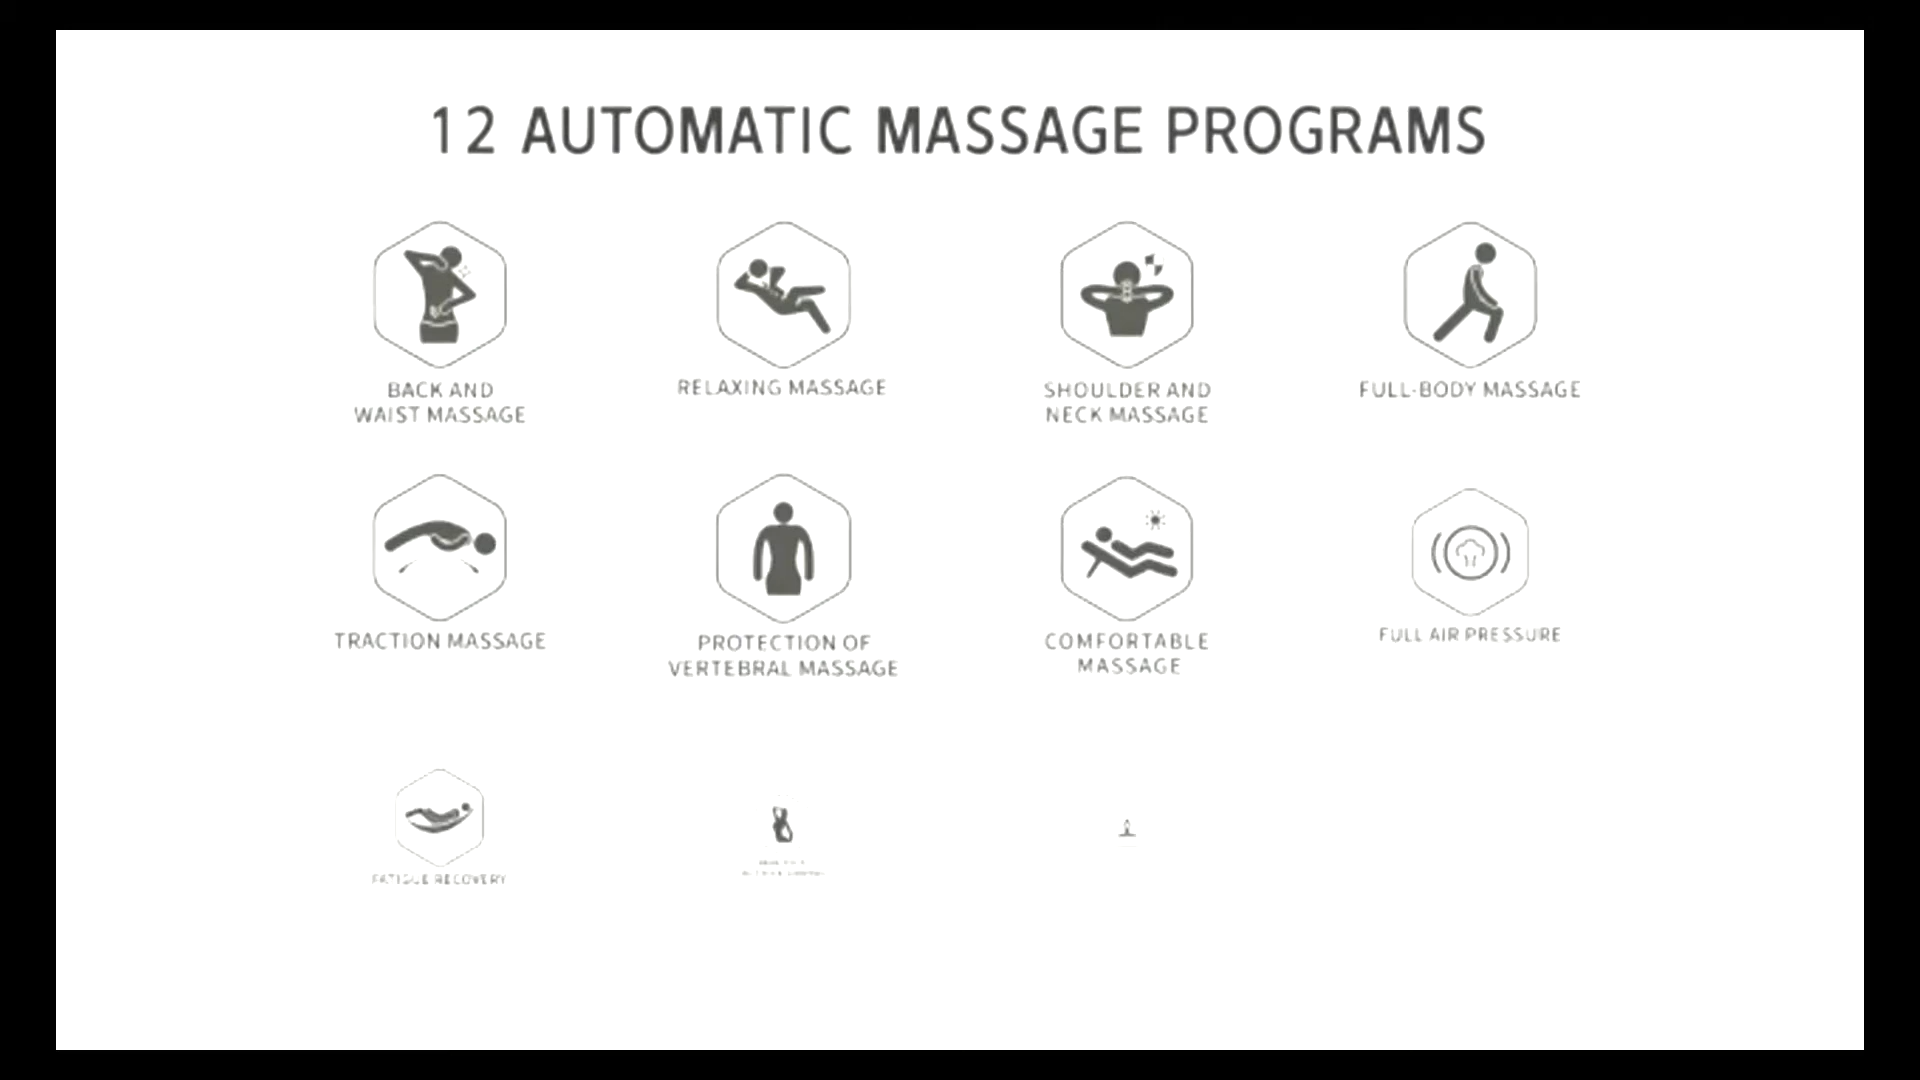 12 AUTOMATIC MASSAGE PROGRAMS
BACK AND
WAIST MASSAGE
RELAXING MASSAGE
SHOULDER AND
NECK MASSAGE
FULL-BODY MASSAGE
TRACTION MASSAGE
PROTECTION OF
VERTEBRAL MASSAGE
COMFORTABLE
MASSAGE
FULL AIR PRESSURE
FATIGUE RECOVERY